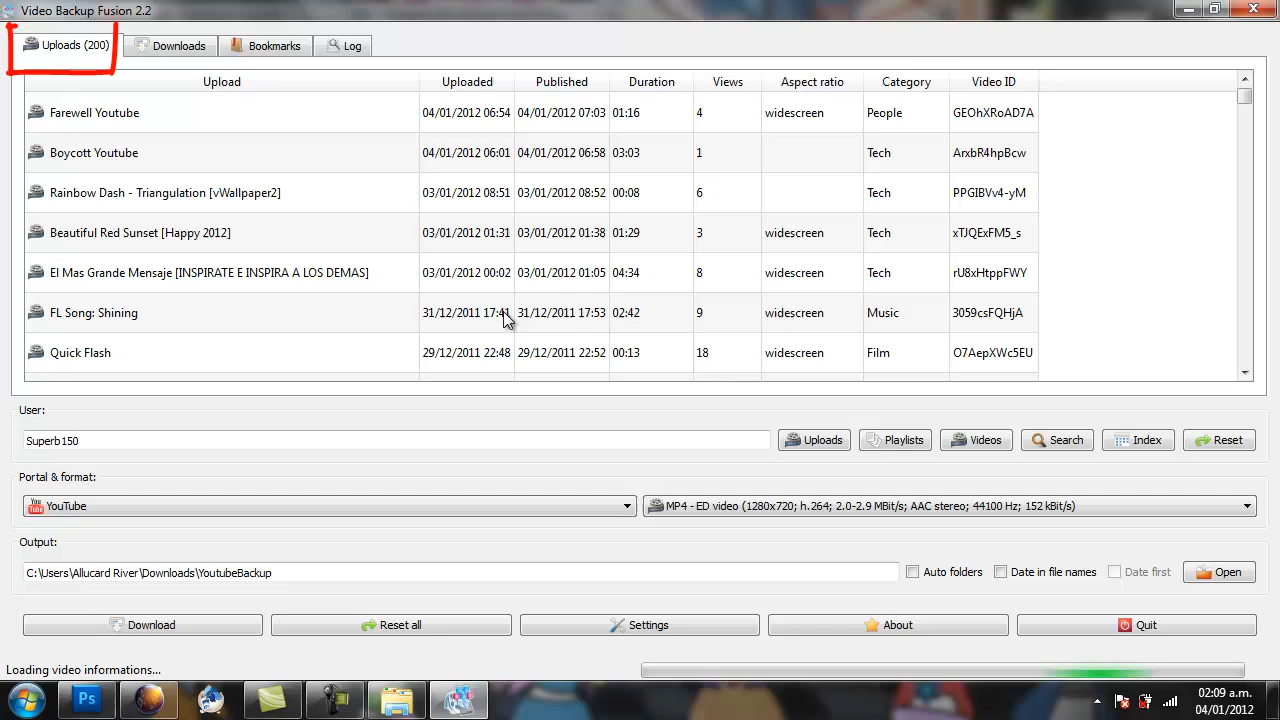 Video Backup Fusion 2.2
Uploads (200) Downloads Bookmarks Log
Upload Uploaded Published Duration Views Aspect ratio Category Video ID
Farewell Youtube 04/01/2012 06:54 04/01/2012 07:03 01:16 4 widescreen People GEOhXRoAD7A
Boycott Youtube 04/01/2012 06:01 04/01/2012 06:58 03:03 1 Tech ArxbR4hpBcw
Rainbow Dash - Triangulation [vWallpaper2] 03/01/2012 08:51 03/01/2012 08:52 00:08 6 Tech PPGIBVv4-yM
Beautiful Red Sunset [Happy 2012] 03/01/2012 01:31 03/01/2012 01:38 01:29 3 widescreen Tech xTJQExFM5_s
El Mas Grande Mensaje [INSPIRATE E INSPIRA A LOS DEMAS] 03/01/2012 00:02 03/01/2012 01:05 04:34 8 widescreen Tech rU8xHtppFWY
FL Song: Shining 31/12/2011 17:41 31/12/2011 17:53 02:42 9 widescreen Music 3059csFQHjA
Quick Flash 29/12/2011 22:48 29/12/2011 22:52 00:13 18 widescreen Film O7AepXWc5EU
User:
Superb150 Uploads Playlists Videos Search Index Reset
Portal & format:
YouTube MP4 - ED video (1280x720; h.264; 2.0-2.9 MBit/s; AAC stereo; 44100 Hz; 152 kBit/s)
Output:
C:\Users\Allucard River\Downloads\YoutubeBackup Auto folders Date in file names Date first Open
Download Reset all Settings About Quit
Loading video informations...
Ps
02:09 a.m.
04/01/2012